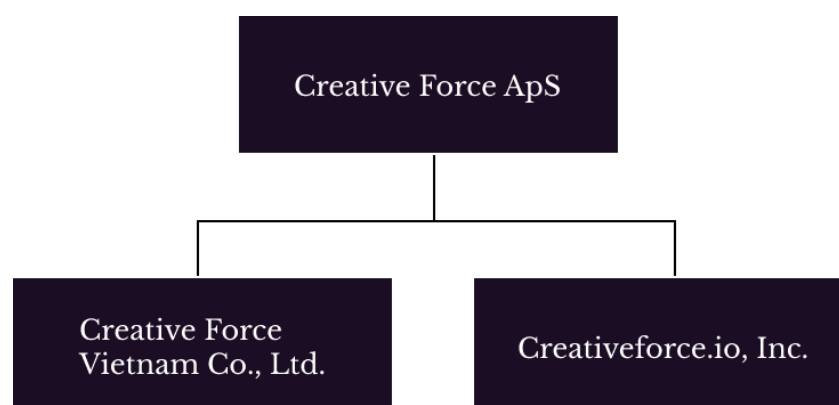 Creative Force ApS
Creative Force
Vietnam Co., Ltd.
Creativeforce.io, Inc.